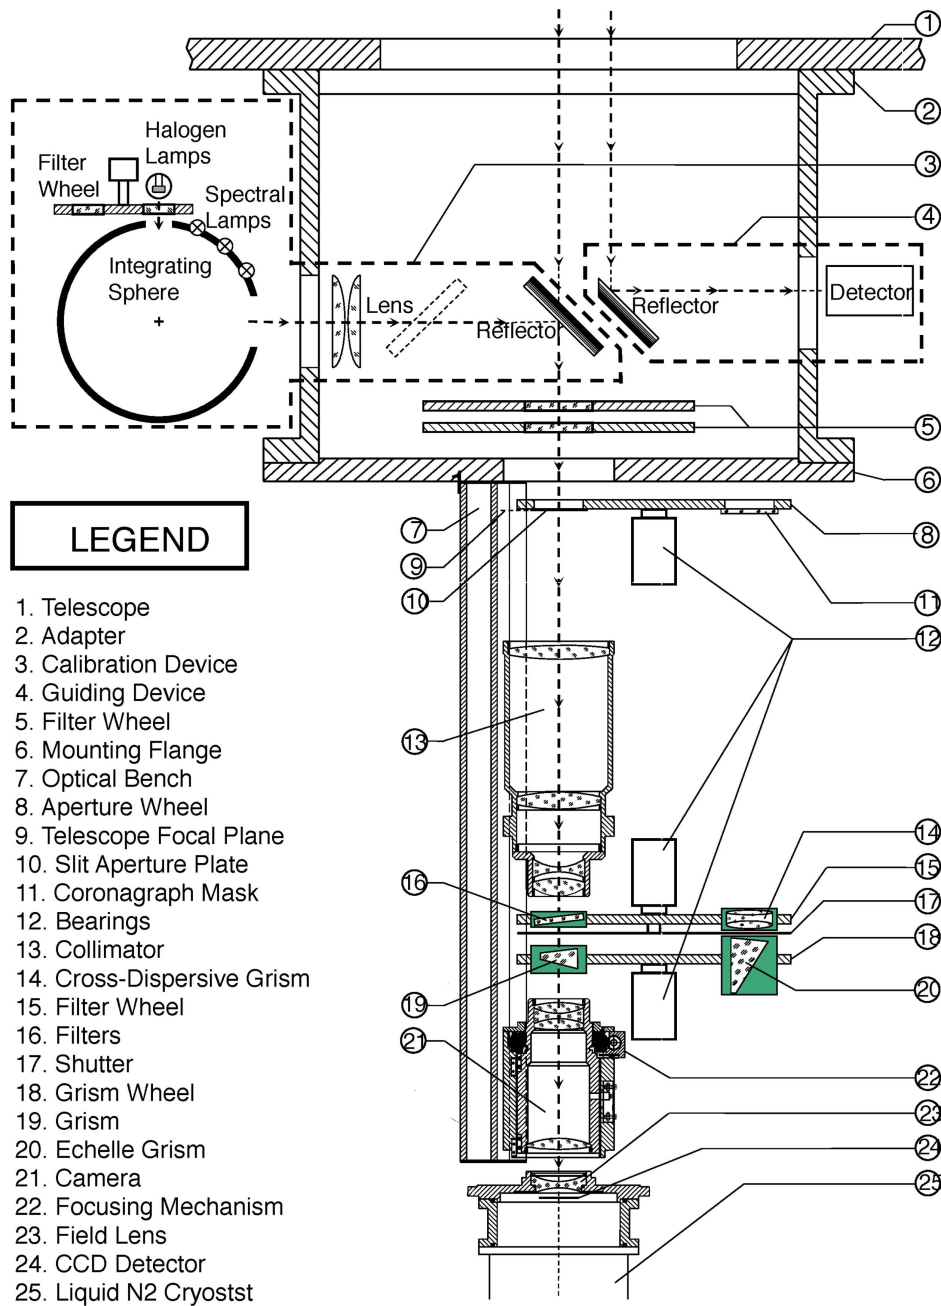 1
2
Halogen
Lamps
Filter
Wheel
Spectral
Lamps
3
4
Integrating
Sphere
+
Lens
Reflector
Reflector
Detector
5
6
7
8
9
10
11
12
13
14
15
16
17
18
19
20
21
22
23
24
25
LEGEND
1. Telescope
2. Adapter
3. Calibration Device
4. Guiding Device
5. Filter Wheel
6. Mounting Flange
7. Optical Bench
8. Aperture Wheel
9. Telescope Focal Plane
10. Slit Aperture Plate
11. Coronagraph Mask
12. Bearings
13. Collimator
14. Cross-Dispersive Grism
15. Filter Wheel
16. Filters
17. Shutter
18. Grism Wheel
19. Grism
20. Echelle Grism
21. Camera
22. Focusing Mechanism
23. Field Lens
24. CCD Detector
25. Liquid N2 Cryostst